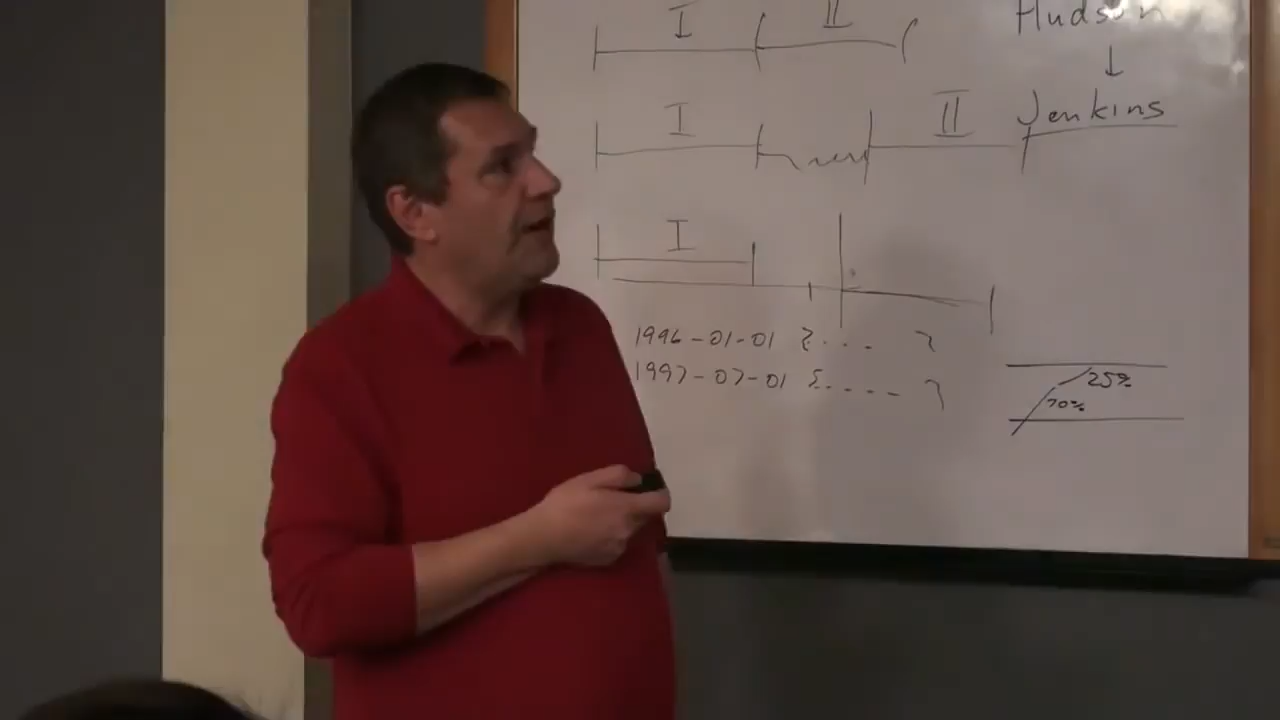 I II
Hudson
↓
I II Jenkins
I
1996-01-01 {... }
1997-07-01 {..... }
25%
70%